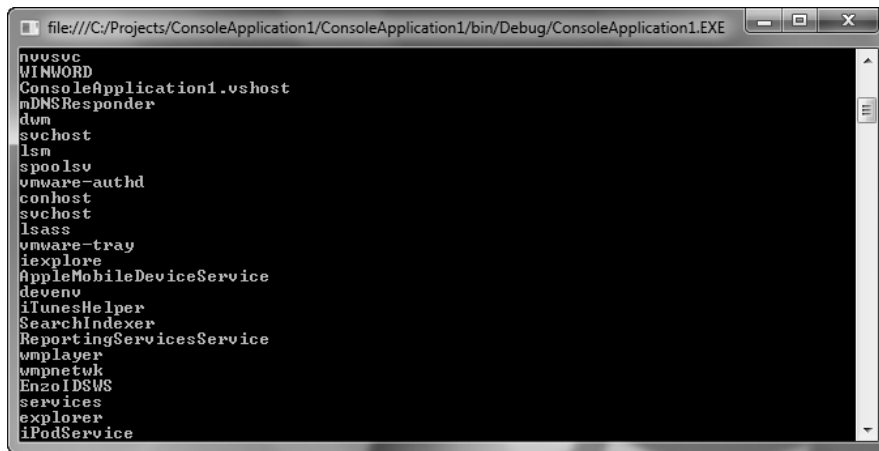 file:///C:/Projects/ConsoleApplication1/ConsoleApplication1/bin/Debug/ConsoleApplication1.EXE
nvvsvc
WINWORD
ConsoleApplication1.vshost
mDNSResponder
dwm
svchost
lsm
spoolsv
vmware-authd
conhost
svchost
lsass
vmware-tray
iexplore
AppleMobileDeviceService
devenv
iTunesHelper
SearchIndexer
ReportingServicesService
wmplayer
wmpnetwk
EnzoIDSWS
services
explorer
iPodService